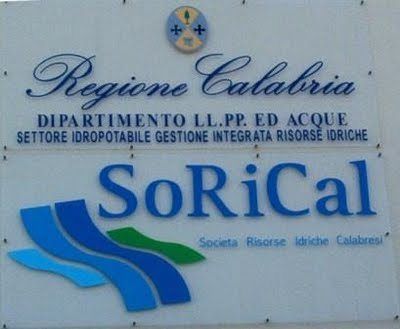 Regione Calabria
DIPARTIMENTO LL.PP. ED ACQUE
SETTORE IDROPOTABILE GESTIONE INTEGRATA RISORSE IDRICHE
SoRiCal
Societa Risorse Idriche Calabresi